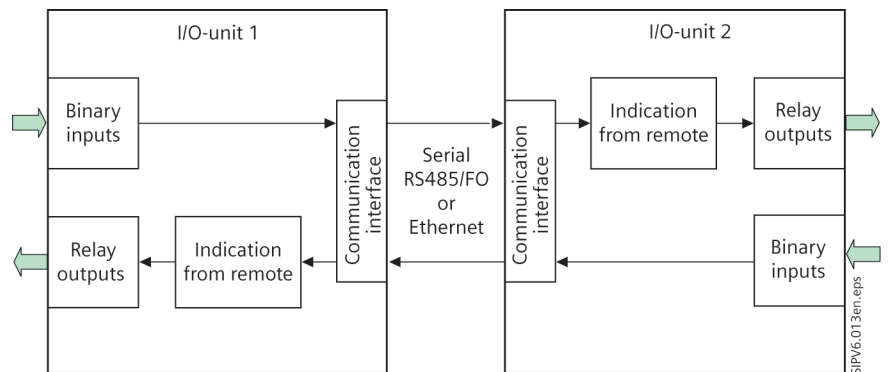 I/O-unit 1
I/O-unit 2
Binary
inputs
Communication
interface
Serial
RS485/FO
or
Ethernet
Communication
interface
Indication
from remote
Relay
outputs
Relay
outputs
Indication
from remote
Binary
inputs
SIPV6.013en.eps